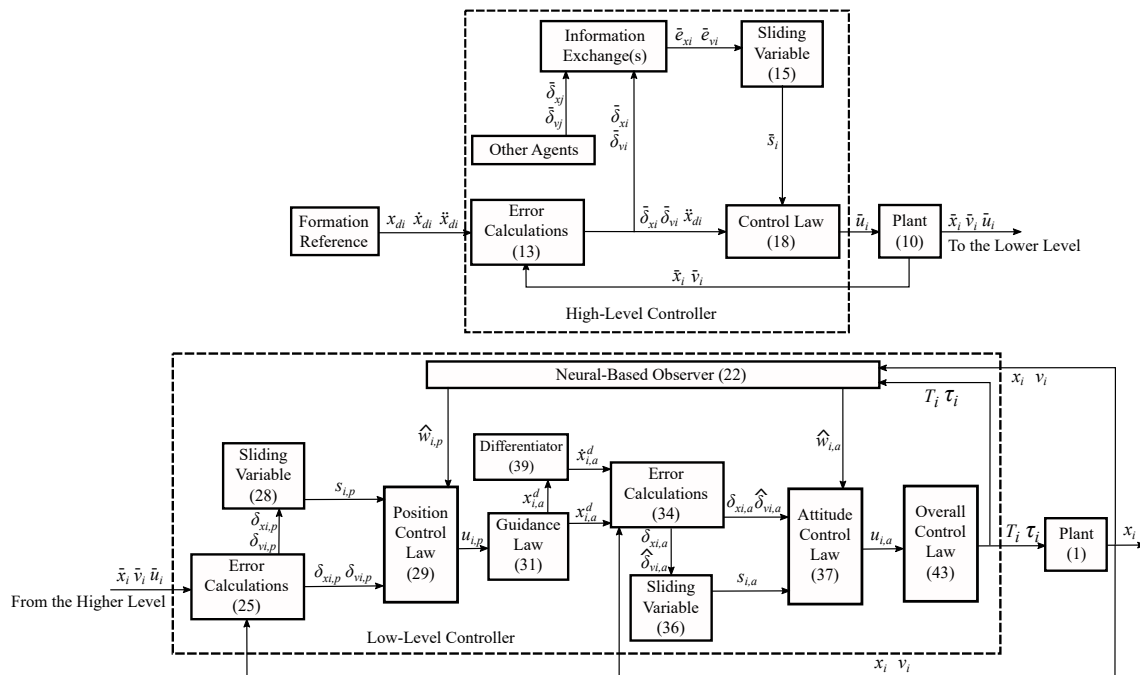 Information
Exchange(s)
ē_xi ē_vi
Sliding
Variable
(15)
δ̄_xj
δ̄_vj
δ̄_xi
δ̄_vi
s̄_i
Other Agents
Formation
Reference
x_di ẋ_di ẍ_di
Error
Calculations
(13)
δ̄_xi δ̄_vi ẍ_di
Control Law
(18)
ū_i
Plant
(10)
x̄_i v̄_i ū_i
To the Lower Level
x̄_i v̄_i
High-Level Controller
Neural-Based Observer (22)
x_i v_i
T_i τ_i
ŵ_i,p
ŵ_i,a
Sliding
Variable
(28)
s_i,p
δ_xi,p
δ_vi,p
Differentiator
(39)
ẋ^d_i,a
x^d_i,a
x^d_i,a
Position
Control
Law
(29)
u_i,p
Guidance
Law
(31)
Error
Calculations
(34)
δ_xi,a δ̂_vi,a
δ_xi,a
δ̂_vi,a
Attitude
Control
Law
(37)
u_i,a
Overall
Control
Law
(43)
T_i τ_i
Plant
(1)
x_i
x̄_i v̄_i ū_i
From the Higher Level
Error
Calculations
(25)
δ_xi,p δ_vi,p
Sliding
Variable
(36)
s_i,a
Low-Level Controller
x_i v_i